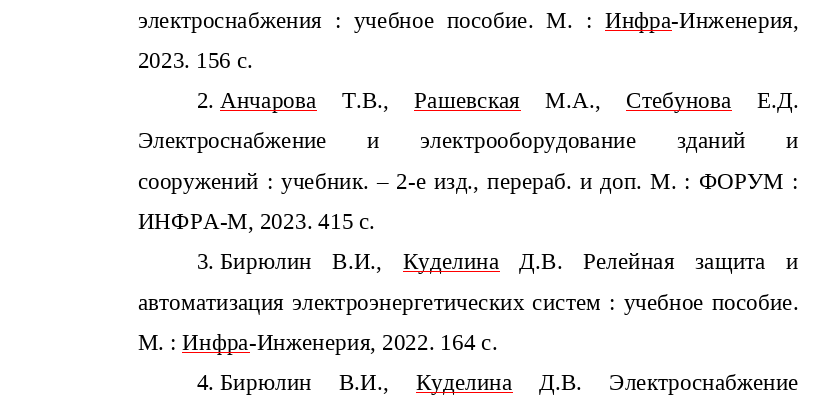 электроснабжения : учебное пособие. М. : Инфра-Инженерия,
2023. 156 с.
2. Анчарова Т.В., Рашевская М.А., Стебунова Е.Д.
Электроснабжение и электрооборудование зданий и
сооружений : учебник. – 2-е изд., перераб. и доп. М. : ФОРУМ :
ИНФРА-М, 2023. 415 с.
3. Бирюлин В.И., Куделина Д.В. Релейная защита и
автоматизация электроэнергетических систем : учебное пособие.
М. : Инфра-Инженерия, 2022. 164 с.
4. Бирюлин В.И., Куделина Д.В. Электроснабжение